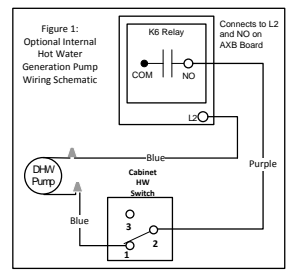 Figure 1:
Optional Internal
Hot Water
Generation Pump
Wiring Schematic
K6 Relay
COM
NO
Connects to L2
and NO on
AXB Board
L2
Blue
Purple
DHW
Pump
Cabinet
HW
Switch
Blue
3
2
1